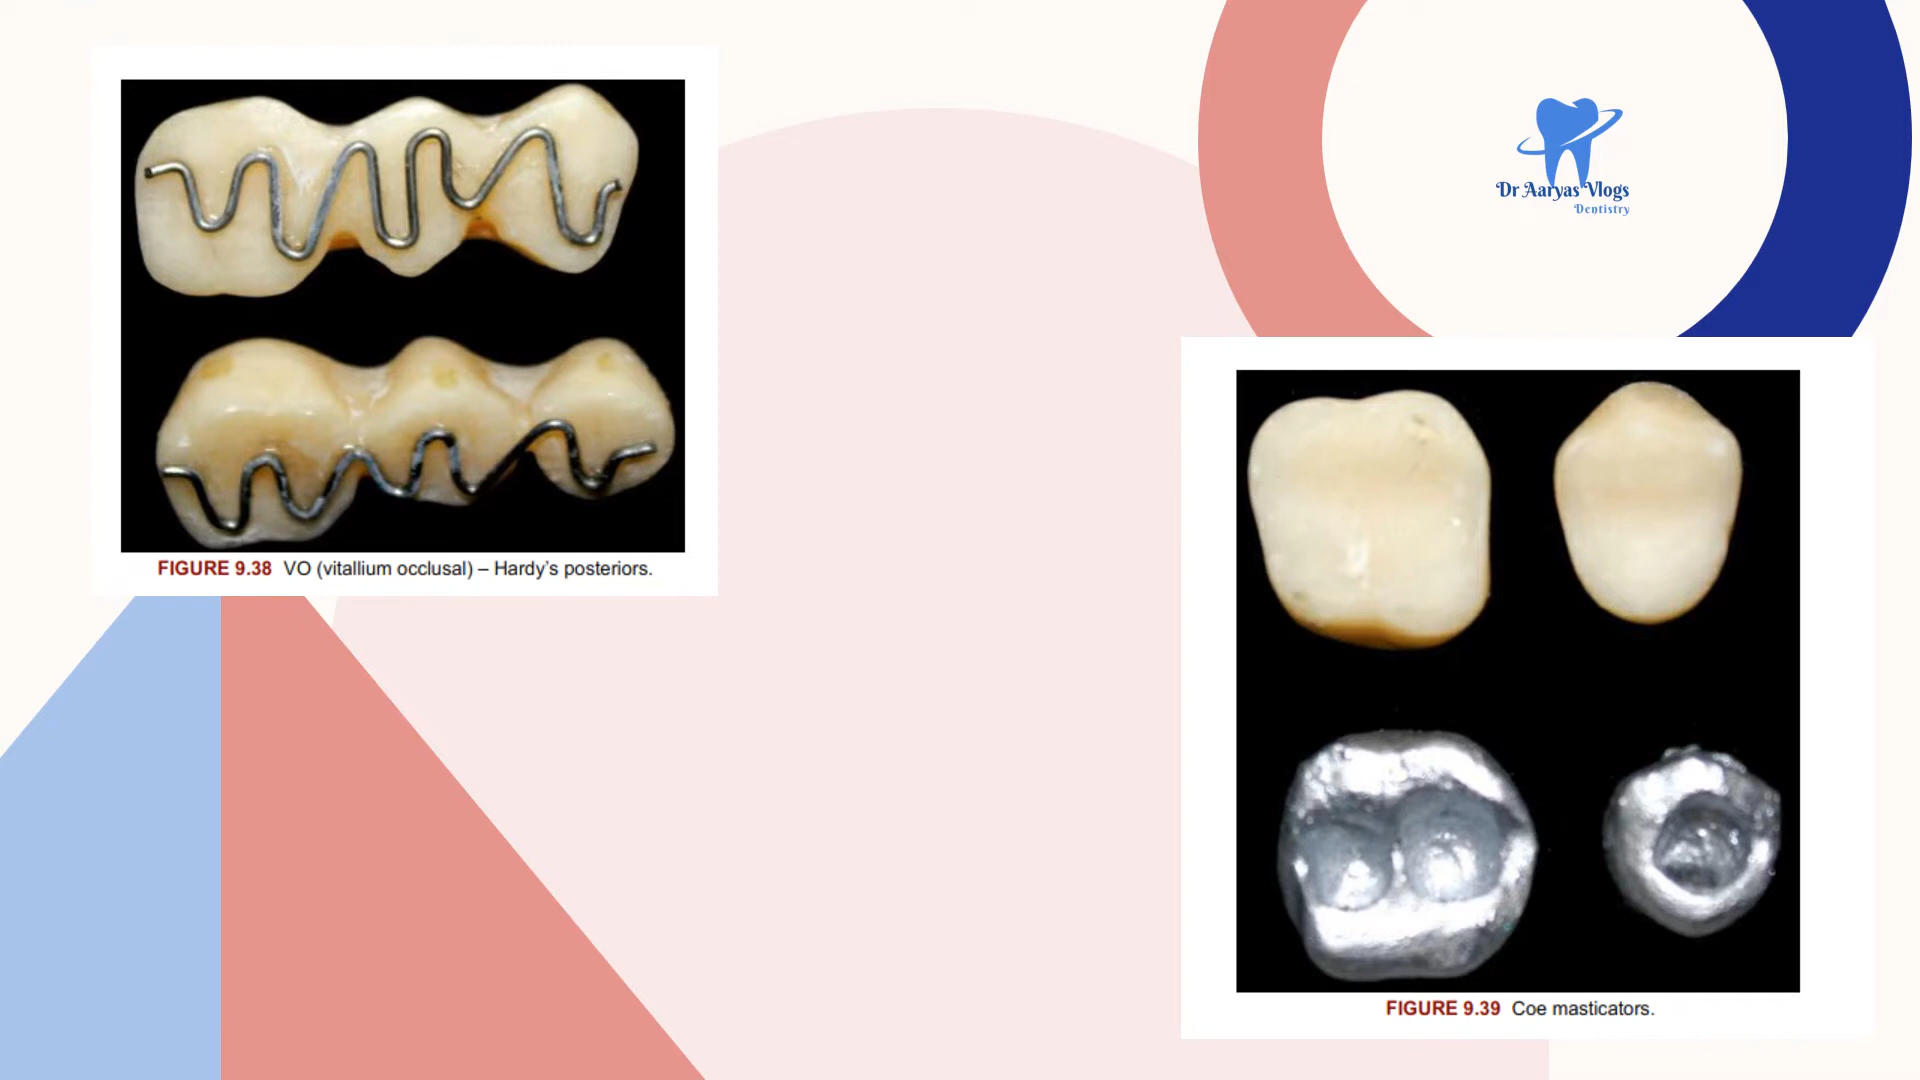 Dr Aaryas Vlogs
Dentistry
FIGURE 9.38 VO (vitallium occlusal) – Hardy's posteriors.
FIGURE 9.39 Coe masticators.